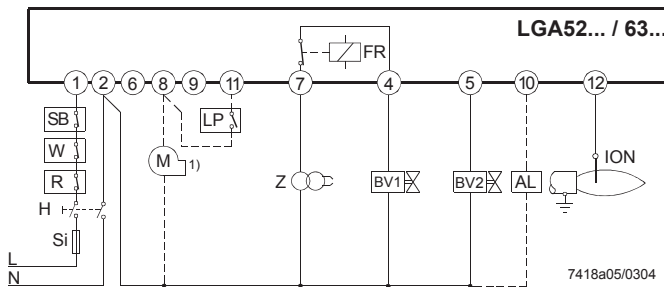 LGA52... / 63...
FR
1 2 6 8 9 11 7 4 5 10 12
SB
LP
W
M 1)
ION
R
Z
BV1
BV2
AL
H
Si
L
N
7418a05/0304